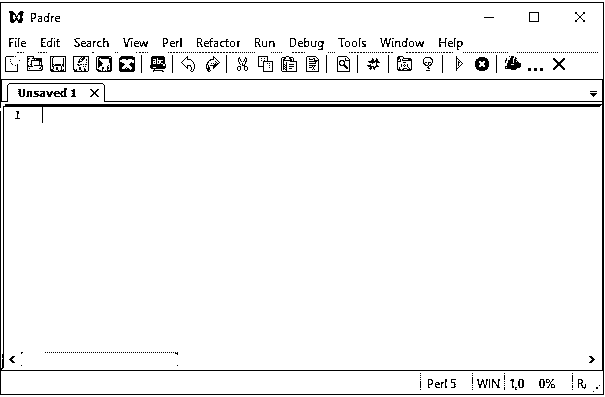 Padre
File Edit Search View Perl Refactor Run Debug Tools Window Help
Unsaved 1
1
Perl 5 WIN 1,0 0%